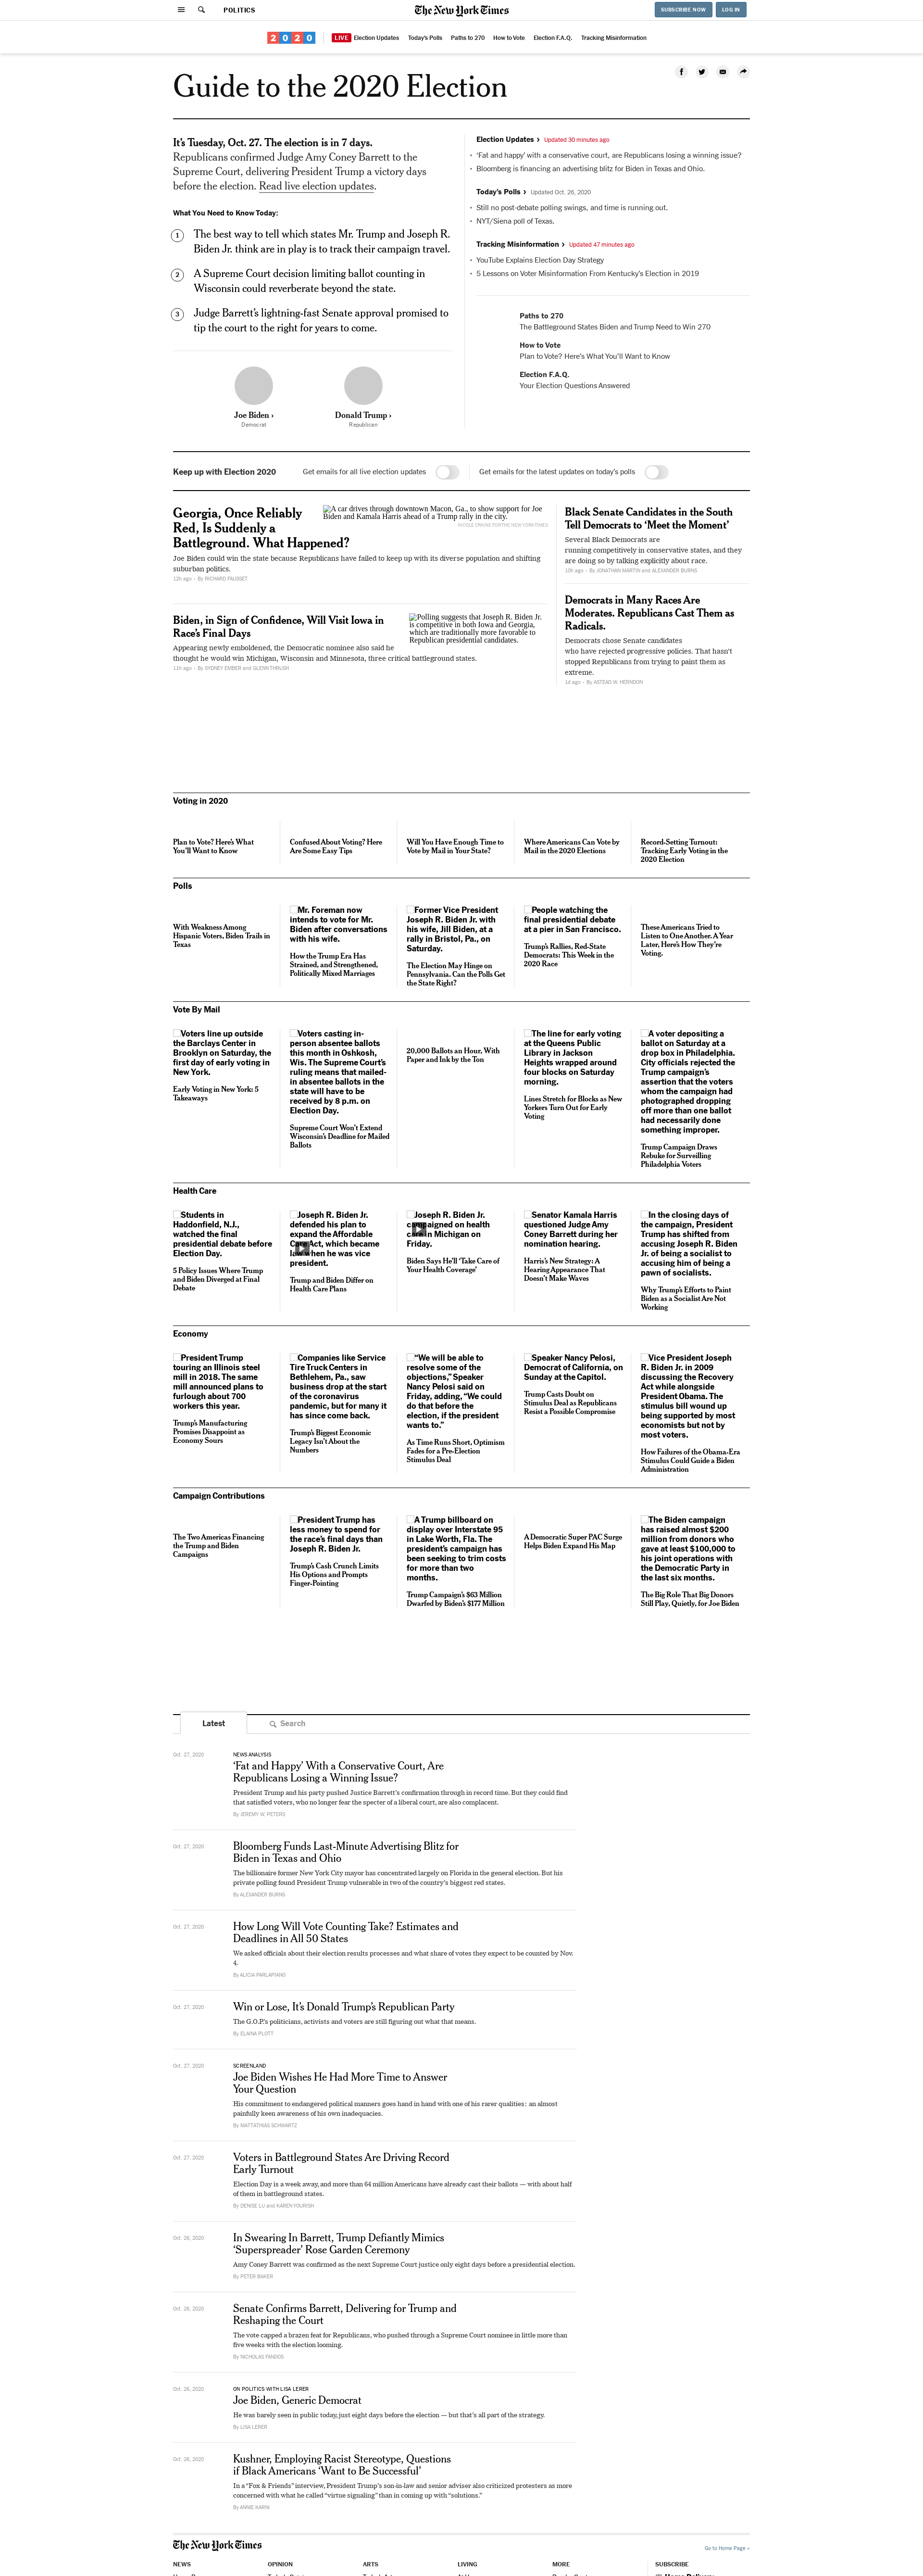 POLITICS
The New York Times
SUBSCRIBE NOW
LOG IN
2020
LIVE Election Updates
Today's Polls
Paths to 270
How to Vote
Election F.A.Q.
Tracking Misinformation
Guide to the 2020 Election
It's Tuesday, Oct. 27. The election is in 7 days.
Republicans confirmed Judge Amy Coney Barrett to the
Supreme Court, delivering President Trump a victory days
before the election. Read live election updates.
What You Need to Know Today:
1 The best way to tell which states Mr. Trump and Joseph R.
Biden Jr. think are in play is to track their campaign travel.
2 A Supreme Court decision limiting ballot counting in
Wisconsin could reverberate beyond the state.
3 Judge Barrett's lightning-fast Senate approval promised to
tip the court to the right for years to come.
Joe Biden ›
Democrat
Donald Trump ›
Republican
Election Updates › Updated 30 minutes ago
• 'Fat and happy' with a conservative court, are Republicans losing a winning issue?
• Bloomberg is financing an advertising blitz for Biden in Texas and Ohio.
Today's Polls › Updated Oct. 26, 2020
• Still no post-debate polling swings, and time is running out.
• NYT/Siena poll of Texas.
Tracking Misinformation › Updated 47 minutes ago
• YouTube Explains Election Day Strategy
• 5 Lessons on Voter Misinformation From Kentucky's Election in 2019
Paths to 270
The Battleground States Biden and Trump Need to Win 270
How to Vote
Plan to Vote? Here's What You'll Want to Know
Election F.A.Q.
Your Election Questions Answered
Keep up with Election 2020
Get emails for all live election updates
Get emails for the latest updates on today's polls
Georgia, Once Reliably
Red, Is Suddenly a
Battleground. What Happened?
A car drives through downtown Macon, Ga., to show support for Joe
Biden and Kamala Harris ahead of a Trump rally in the city.
NICOLE CRAINE FOR THE NEW YORK TIMES
Joe Biden could win the state because Republicans have failed to keep up with its diverse population and shifting
suburban politics.
12h ago • By RICHARD FAUSSET
Biden, in Sign of Confidence, Will Visit Iowa in
Race's Final Days
Polling suggests that Joseph R. Biden Jr.
is competitive in both Iowa and Georgia,
which are traditionally more favorable to
Republican presidential candidates.
Appearing newly emboldened, the Democratic nominee also said he
thought he would win Michigan, Wisconsin and Minnesota, three critical battleground states.
11h ago • By SYDNEY EMBER and GLENN THRUSH
Black Senate Candidates in the South
Tell Democrats to 'Meet the Moment'
Several Black Democrats are
running competitively in conservative states, and they
are doing so by talking explicitly about race.
10h ago • By JONATHAN MARTIN and ALEXANDER BURNS
Democrats in Many Races Are
Moderates. Republicans Cast Them as
Radicals.
Democrats chose Senate candidates
who have rejected progressive policies. That hasn't
stopped Republicans from trying to paint them as
extreme.
1d ago • By ASTEAD W. HERNDON
Voting in 2020
Plan to Vote? Here's What
You'll Want to Know
Confused About Voting? Here
Are Some Easy Tips
Will You Have Enough Time to
Vote by Mail in Your State?
Where Americans Can Vote by
Mail in the 2020 Elections
Record-Setting Turnout:
Tracking Early Voting in the
2020 Election
Polls
With Weakness Among
Hispanic Voters, Biden Trails in
Texas
Mr. Foreman now
intends to vote for Mr.
Biden after conversations
with his wife.
How the Trump Era Has
Strained, and Strengthened,
Politically Mixed Marriages
Former Vice President
Joseph R. Biden Jr. with
his wife, Jill Biden, at a
rally in Bristol, Pa., on
Saturday.
The Election May Hinge on
Pennsylvania. Can the Polls Get
the State Right?
People watching the
final presidential debate
at a pier in San Francisco.
Trump's Rallies, Red-State
Democrats: This Week in the
2020 Race
These Americans Tried to
Listen to One Another. A Year
Later, Here's How They're
Voting.
Vote By Mail
Voters line up outside
the Barclays Center in
Brooklyn on Saturday, the
first day of early voting in
New York.
Early Voting in New York: 5
Takeaways
Voters casting in-
person absentee ballots
this month in Oshkosh,
Wis. The Supreme Court's
ruling means that mailed-
in absentee ballots in the
state will have to be
received by 8 p.m. on
Election Day.
Supreme Court Won't Extend
Wisconsin's Deadline for Mailed
Ballots
20,000 Ballots an Hour, With
Paper and Ink by the Ton
The line for early voting
at the Queens Public
Library in Jackson
Heights wrapped around
four blocks on Saturday
morning.
Lines Stretch for Blocks as New
Yorkers Turn Out for Early
Voting
A voter depositing a
ballot on Saturday at a
drop box in Philadelphia.
City officials rejected the
Trump campaign's
assertion that the voters
whom the campaign had
photographed dropping
off more than one ballot
had necessarily done
something improper.
Trump Campaign Draws
Rebuke for Surveilling
Philadelphia Voters
Health Care
Students in
Haddonfield, N.J.,
watched the final
presidential debate before
Election Day.
5 Policy Issues Where Trump
and Biden Diverged at Final
Debate
Joseph R. Biden Jr.
defended his plan to
expand the Affordable
Act, which became
when he was vice
president.
Trump and Biden Differ on
Health Care Plans
Joseph R. Biden Jr.
campaigned on health
care in Michigan on
Friday.
Biden Says He'll 'Take Care of
Your Health Coverage'
Senator Kamala Harris
questioned Judge Amy
Coney Barrett during her
nomination hearing.
Harris's New Strategy: A
Hearing Appearance That
Doesn't Make Waves
In the closing days of
the campaign, President
Trump has shifted from
accusing Joseph R. Biden
Jr. of being a socialist to
accusing him of being a
pawn of socialists.
Why Trump's Efforts to Paint
Biden as a Socialist Are Not
Working
Economy
President Trump
touring an Illinois steel
mill in 2018. The same
mill announced plans to
furlough about 700
workers this year.
Trump's Manufacturing
Promises Disappoint as
Economy Sours
Companies like Service
Tire Truck Centers in
Bethlehem, Pa., saw
business drop at the start
of the coronavirus
pandemic, but for many it
has since come back.
Trump's Biggest Economic
Legacy Isn't About the
Numbers
"We will be able to
resolve some of the
objections," Speaker
Nancy Pelosi said on
Friday, adding, "We could
do that before the
election, if the president
wants to."
As Time Runs Short, Optimism
Fades for a Pre-Election
Stimulus Deal
Speaker Nancy Pelosi,
Democrat of California, on
Sunday at the Capitol.
Trump Casts Doubt on
Stimulus Deal as Republicans
Resist a Possible Compromise
Vice President Joseph
R. Biden Jr. in 2009
discussing the Recovery
Act while alongside
President Obama. The
stimulus bill wound up
being supported by most
economists but not by
most voters.
How Failures of the Obama-Era
Stimulus Could Guide a Biden
Administration
Campaign Contributions
The Two Americas Financing
the Trump and Biden
Campaigns
President Trump has
less money to spend for
the race's final days than
Joseph R. Biden Jr.
Trump's Cash Crunch Limits
His Options and Prompts
Finger-Pointing
A Trump billboard on
display over Interstate 95
in Lake Worth, Fla. The
president's campaign has
been seeking to trim costs
for more than two
months.
Trump Campaign's $63 Million
Dwarfed by Biden's $177 Million
A Democratic Super PAC Surge
Helps Biden Expand His Map
The Biden campaign
has raised almost $200
million from donors who
gave at least $100,000 to
his joint operations with
the Democratic Party in
the last six months.
The Big Role That Big Donors
Still Play, Quietly, for Joe Biden
Latest
Search
Oct. 27, 2020
NEWS ANALYSIS
'Fat and Happy' With a Conservative Court, Are
Republicans Losing a Winning Issue?
President Trump and his party pushed Justice Barrett's confirmation through in record time. But they could find
that satisfied voters, who no longer fear the specter of a liberal court, are also complacent.
By JEREMY W. PETERS
Oct. 27, 2020
Bloomberg Funds Last-Minute Advertising Blitz for
Biden in Texas and Ohio
The billionaire former New York City mayor has concentrated largely on Florida in the general election. But his
private polling found President Trump vulnerable in two of the country's biggest red states.
By ALEXANDER BURNS
Oct. 27, 2020
How Long Will Vote Counting Take? Estimates and
Deadlines in All 50 States
We asked officials about their election results processes and what share of votes they expect to be counted by Nov.
4.
By ALICIA PARLAPIANO
Oct. 27, 2020
Win or Lose, It's Donald Trump's Republican Party
The G.O.P.'s politicians, activists and voters are still figuring out what that means.
By ELAINA PLOTT
Oct. 27, 2020
SCREENLAND
Joe Biden Wishes He Had More Time to Answer
Your Question
His commitment to endangered political manners goes hand in hand with one of his rarer qualities: an almost
painfully keen awareness of his own inadequacies.
By MATTATHIAS SCHWARTZ
Oct. 27, 2020
Voters in Battleground States Are Driving Record
Early Turnout
Election Day is a week away, and more than 64 million Americans have already cast their ballots — with about half
of them in battleground states.
By DENISE LU and KAREN YOURISH
Oct. 26, 2020
In Swearing In Barrett, Trump Defiantly Mimics
'Superspreader' Rose Garden Ceremony
Amy Coney Barrett was confirmed as the next Supreme Court justice only eight days before a presidential election.
By PETER BAKER
Oct. 26, 2020
Senate Confirms Barrett, Delivering for Trump and
Reshaping the Court
The vote capped a brazen feat for Republicans, who pushed through a Supreme Court nominee in little more than
five weeks with the election looming.
By NICHOLAS FANDOS
Oct. 26, 2020
ON POLITICS WITH LISA LERER
Joe Biden, Generic Democrat
He was barely seen in public today, just eight days before the election — but that's all part of the strategy.
By LISA LERER
Oct. 26, 2020
Kushner, Employing Racist Stereotype, Questions
if Black Americans 'Want to Be Successful'
In a "Fox & Friends" interview, President Trump's son-in-law and senior adviser also criticized protesters as more
concerned with what he called "virtue signaling" than in coming up with "solutions."
By ANNIE KARNI
The New York Times
Go to Home Page »
NEWS
OPINION
ARTS
LIVING
MORE
SUBSCRIBE